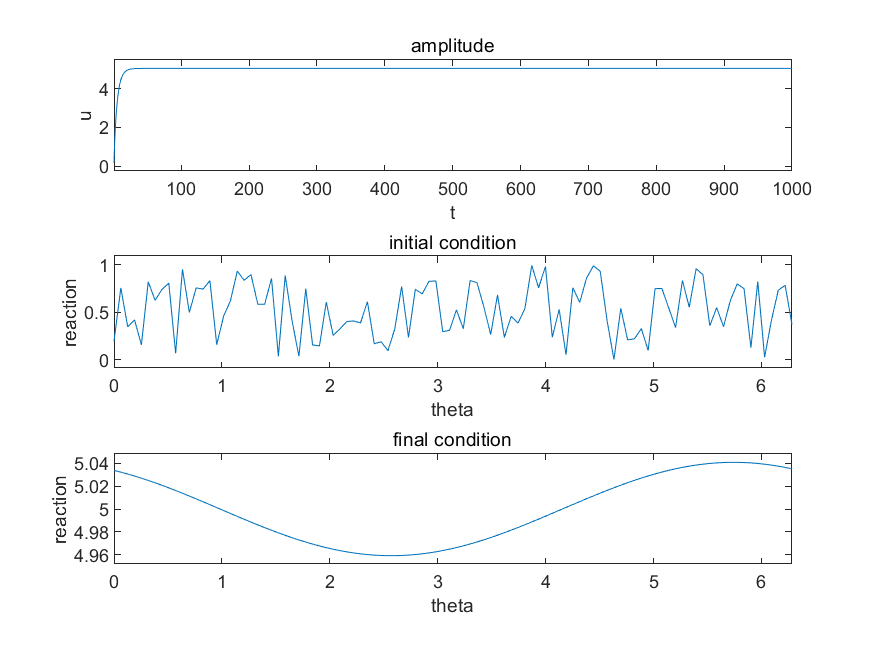 amplitude
4
2
0
u
100 200 300 400 500 600 700 800 900 1000
t
initial condition
1
0.5
0
reaction
0 1 2 3 4 5 6
theta
final condition
5.04
5.02
5
4.98
4.96
reaction
0 1 2 3 4 5 6
theta